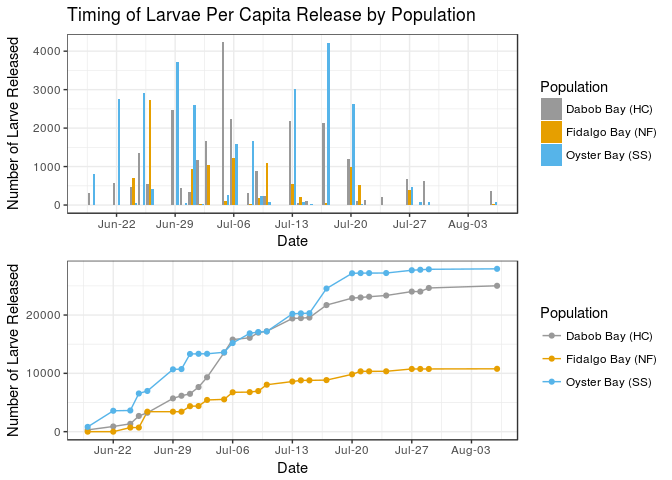 Timing of Larvae Per Capita Release by Population
Number of Larve Released
4000
3000
2000
1000
0
Jun-22 Jun-29 Jul-06 Jul-13 Jul-20 Jul-27 Aug-03
Date
Population
Dabob Bay (HC)
Fidalgo Bay (NF)
Oyster Bay (SS)
Number of Larve Released
20000
10000
0
Jun-22 Jun-29 Jul-06 Jul-13 Jul-20 Jul-27 Aug-03
Date
Population
Dabob Bay (HC)
Fidalgo Bay (NF)
Oyster Bay (SS)